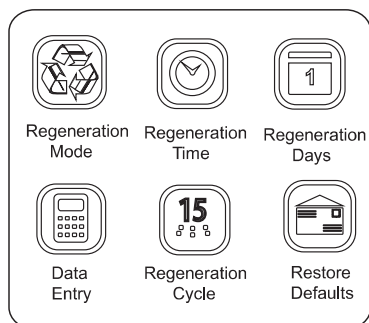 1
Regeneration
Mode
Regeneration
Time
Regeneration
Days
15
Data
Entry
Regeneration
Cycle
Restore
Defaults